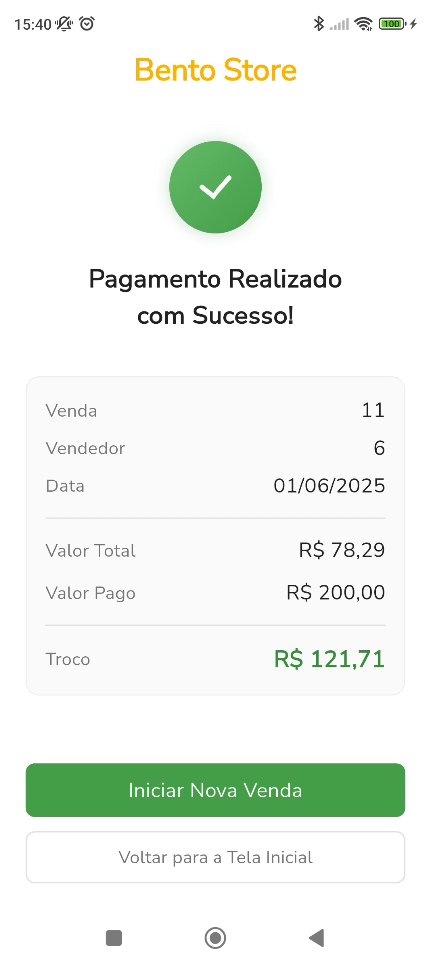 15:40
100
Bento Store
Pagamento Realizado
com Sucesso!
Venda 11
Vendedor 6
Data 01/06/2025
Valor Total R$ 78,29
Valor Pago R$ 200,00
Troco R$ 121,71
Iniciar Nova Venda
Voltar para a Tela Inicial